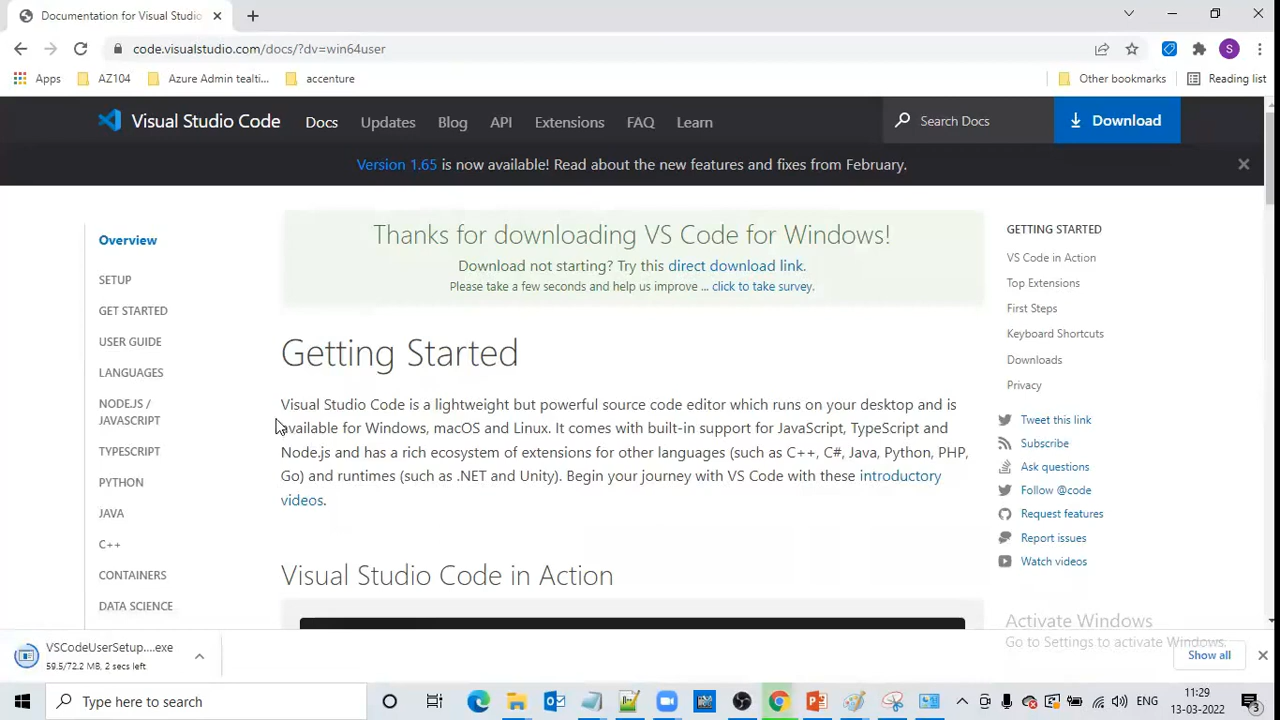 Documentation for Visual Studio
code.visualstudio.com/docs/?dv=win64user
S
Apps
AZ104
Azure Admin tealti...
accenture
Other bookmarks
Reading list
Visual Studio Code
Docs
Updates
Blog
API
Extensions
FAQ
Learn
Search Docs
Download
Version 1.65 is now available! Read about the new features and fixes from February.
Overview
SETUP
GET STARTED
USER GUIDE
LANGUAGES
NODE.JS /
JAVASCRIPT
TYPESCRIPT
PYTHON
JAVA
C++
CONTAINERS
DATA SCIENCE
Thanks for downloading VS Code for Windows!
Download not starting? Try this direct download link.
Please take a few seconds and help us improve ... click to take survey.
Getting Started
Visual Studio Code is a lightweight but powerful source code editor which runs on your desktop and is
available for Windows, macOS and Linux. It comes with built-in support for JavaScript, TypeScript and
Node.js and has a rich ecosystem of extensions for other languages (such as C++, C#, Java, Python, PHP,
Go) and runtimes (such as .NET and Unity). Begin your journey with VS Code with these introductory
videos.
Visual Studio Code in Action
GETTING STARTED
VS Code in Action
Top Extensions
First Steps
Keyboard Shortcuts
Downloads
Privacy
Tweet this link
Subscribe
Ask questions
Follow @code
Request features
Report issues
Watch videos
Activate Windows
Go to Settings to activate Windows.
VSCodeUserSetup....exe
59.5/72.2 MB, 2 secs left
Show all
Type here to search
ENG
11:29
13-03-2022
3